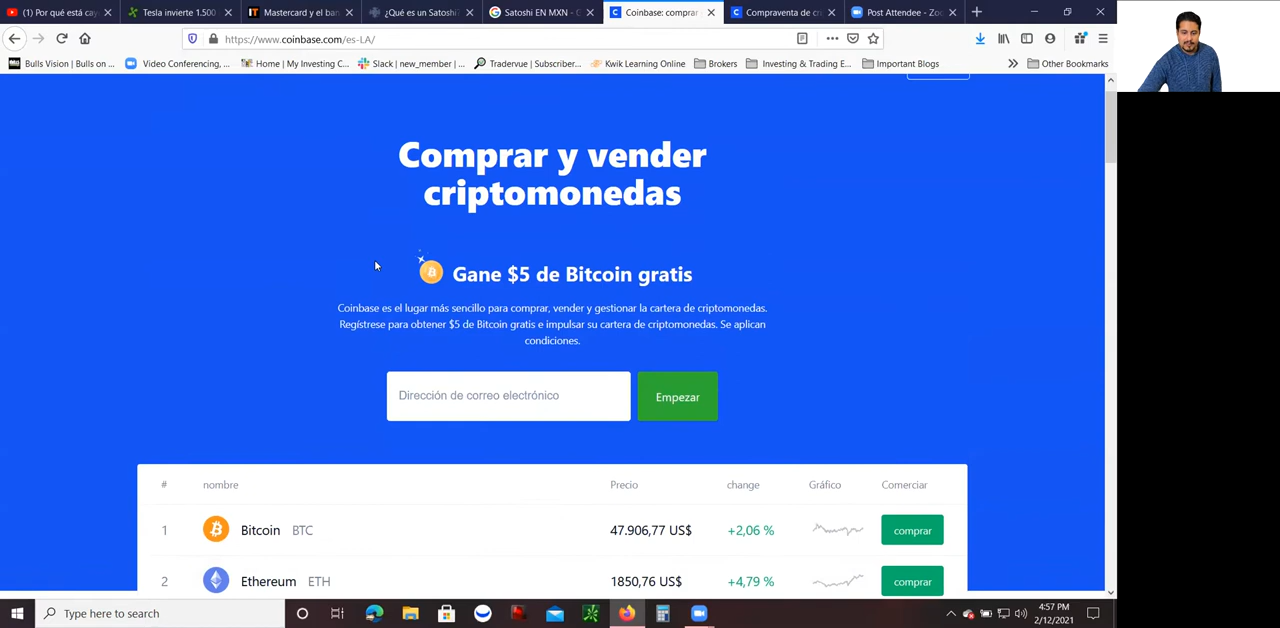 (1) Por qué está cay
Tesla invierte 1.500
Mastercard y el ban
¿Qué es un Satoshi?
Satoshi EN MXN - G
Coinbase: comprar
Compraventa de cri
Post Attendee - Zoo
https://www.coinbase.com/es-LA/
Bulls Vision | Bulls on ...
Video Conferencing, ...
Home | My Investing C...
Slack | new_member | ...
Tradervue | Subscriber...
Kwik Learning Online
Brokers
Investing & Trading E...
Important Blogs
Other Bookmarks
Comprar y vender
criptomonedas
Gane $5 de Bitcoin gratis
Coinbase es el lugar más sencillo para comprar, vender y gestionar la cartera de criptomonedas.
Regístrese para obtener $5 de Bitcoin gratis e impulsar su cartera de criptomonedas. Se aplican
condiciones.
Dirección de correo electrónico
Empezar
# nombre Precio change Gráfico Comerciar
1 Bitcoin BTC 47.906,77 US$ +2,06 % comprar
2 Ethereum ETH 1850,76 US$ +4,79 % comprar
Type here to search
4:57 PM
2/12/2021